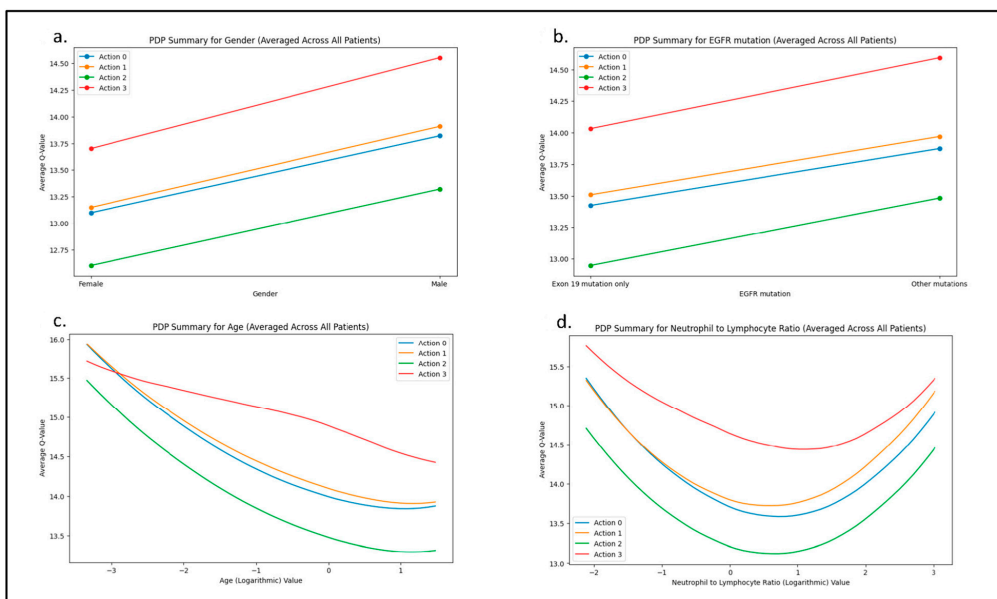 a.
PDP Summary for Gender (Averaged Across All Patients)
Action 0
Action 1
Action 2
Action 3
14.50
14.25
14.00
13.75
13.50
13.25
13.00
12.75
Average Q-Value
Female
Male
Gender
b.
PDP Summary for EGFR mutation (Averaged Across All Patients)
Action 0
Action 1
Action 2
Action 3
14.50
14.25
14.00
13.75
13.50
13.25
13.00
Average Q-Value
Exon 19 mutation only
Other mutations
EGFR mutation
c.
PDP Summary for Age (Averaged Across All Patients)
Action 0
Action 1
Action 2
Action 3
16.0
15.5
15.0
14.5
14.0
13.5
Average Q-Value
−3
−2
−1
0
1
Age (Logarithmic) Value
d.
PDP Summary for Neutrophil to Lymphocyte Ratio (Averaged Across All Patients)
15.5
15.0
14.5
14.0
13.5
13.0
Average Q-Value
Action 0
Action 1
Action 2
Action 3
−2
−1
0
1
2
3
Neutrophil to Lymphocyte Ratio (Logarithmic) Value